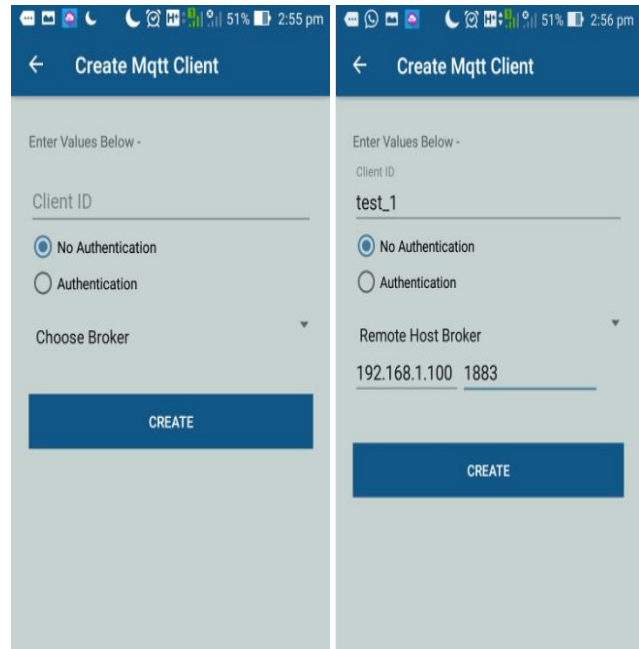 51% 2:55 pm
Create Mqtt Client
Enter Values Below -
Client ID
No Authentication
Authentication
Choose Broker
CREATE
51% 2:56 pm
Create Mqtt Client
Enter Values Below -
Client ID
test_1
No Authentication
Authentication
Remote Host Broker
192.168.1.100 1883
CREATE